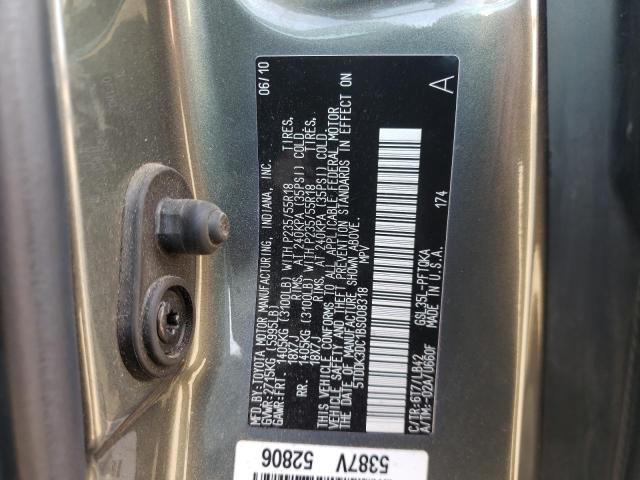 MFD.BY:TOYOTA MOTOR MANUFACTURING, INDIANA, INC. 06/10
GVWR:2715KG (5995LB)
GAWR:FRT. 1405KG (3100LB) WITH P235/55R18 TIRES,
18X7J RIMS, AT 240KPA (35PSI) COLD.
RR. 1405KG (3100LB) WITH P235/55R18 TIRES,
18X7J RIMS, AT 240KPA (35PSI) COLD.
THIS VEHICLE CONFORMS TO ALL APPLICABLE FEDERAL MOTOR
VEHICLE SAFETY AND THEFT PREVENTION STANDARDS IN EFFECT ON
THE DATE OF MANUFACTURE SHOWN ABOVE.
5TDDK3DC1BS008318 MPV
C/TR:6T7/LB42 GSL35L-PFTQKA 174
A/TM:-02A/U660F MADE IN U.S.A.
A
5387V
52806